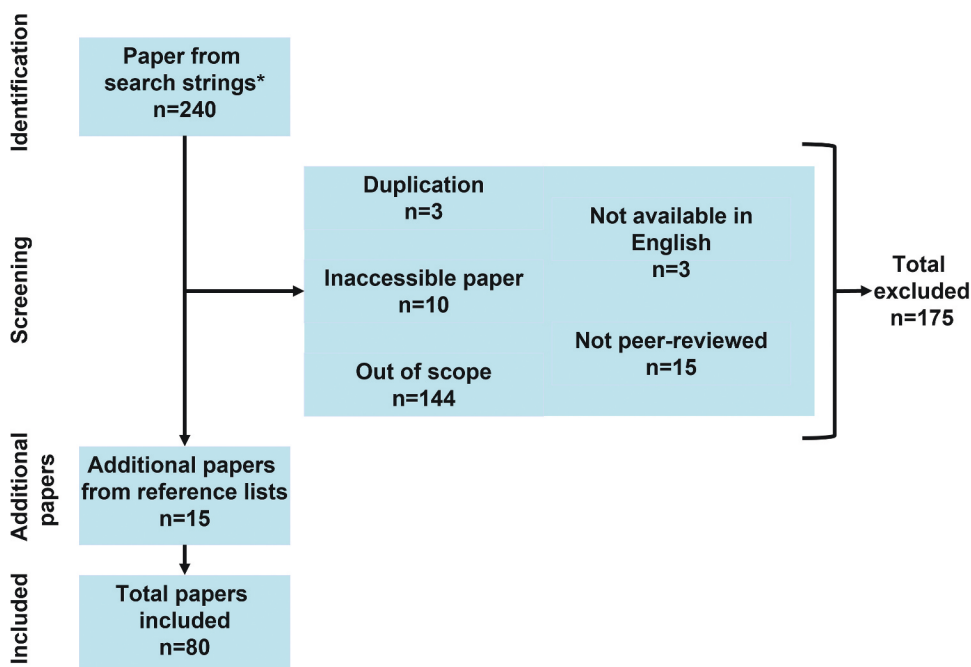 Identification
Paper from
search strings*
n=240
Screening
Duplication
n=3
Inaccessible paper
n=10
Out of scope
n=144
Not available in
English
n=3
Not peer-reviewed
n=15
Total
excluded
n=175
Additional
papers
Additional papers
from reference lists
n=15
Included
Total papers
included
n=80